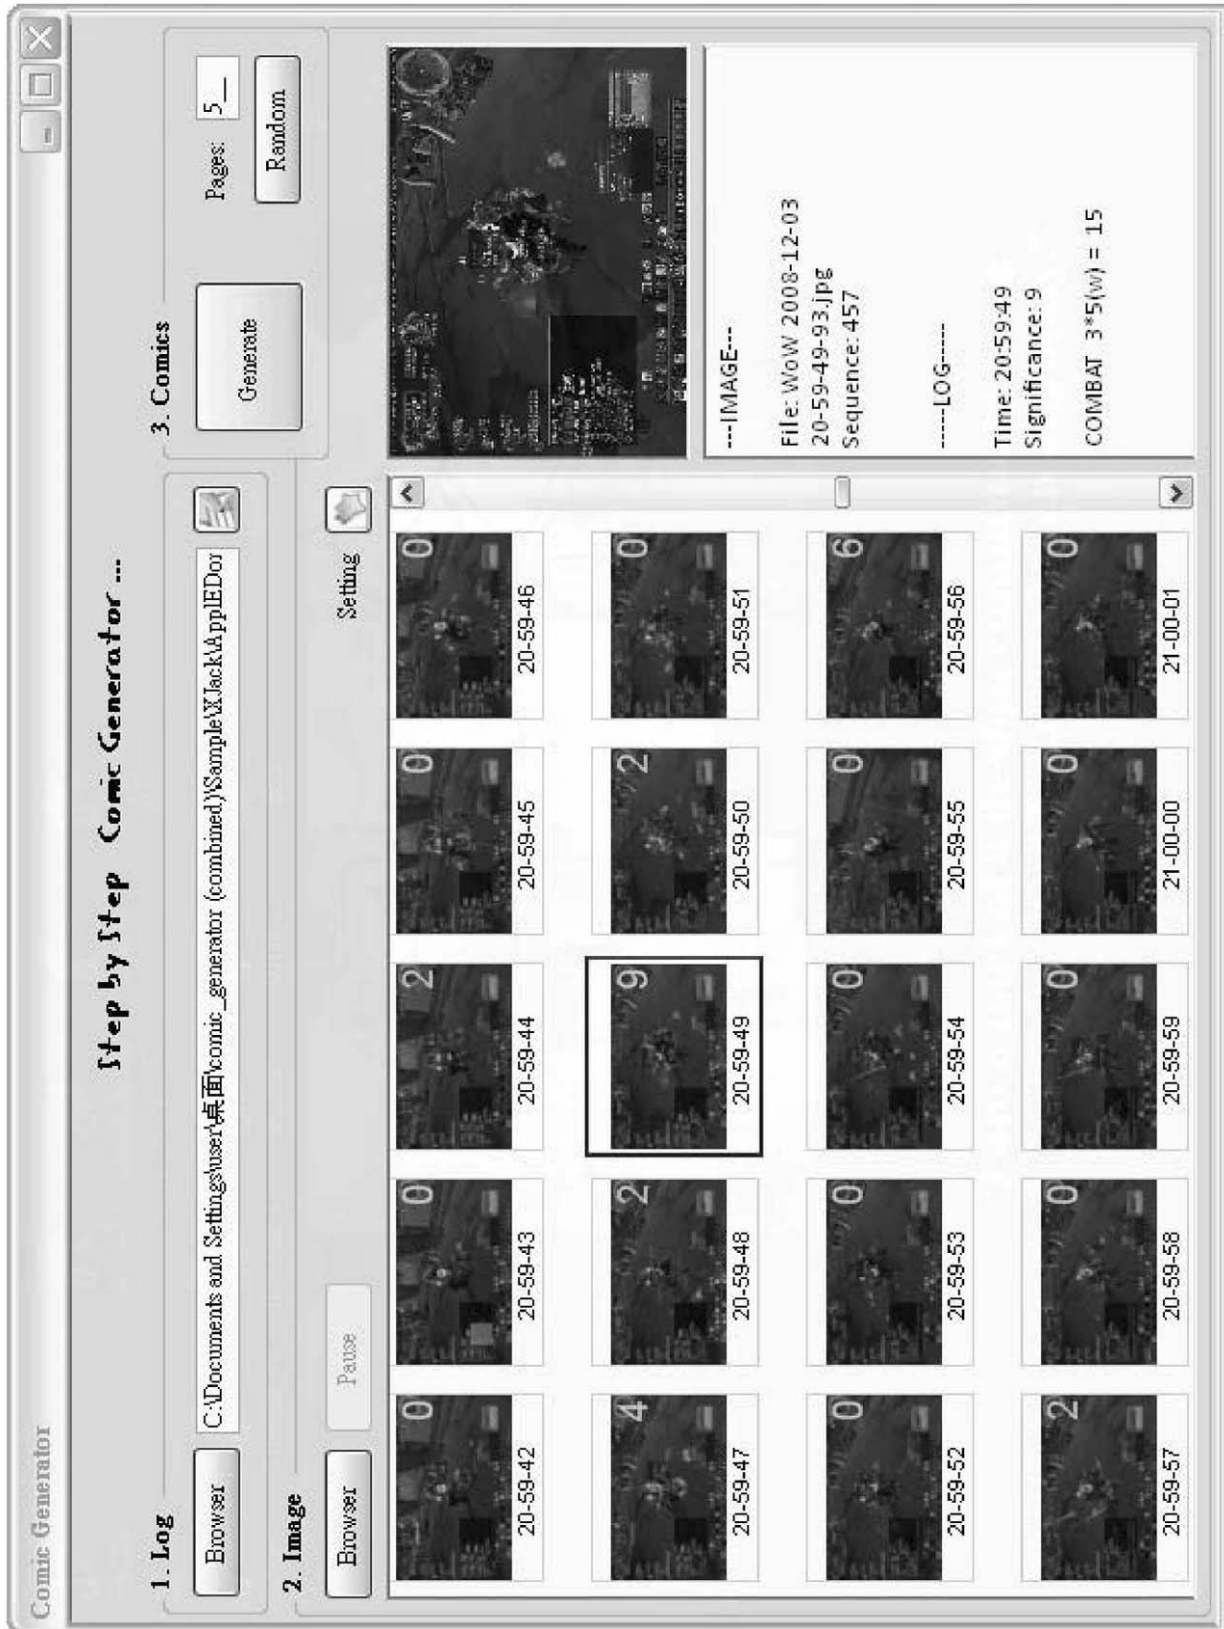 Comic Generator
Step by Step   Comic Generator ...
1. Log
Browser
C:\Documents and Settings\user\桌面\comic_generator (combined)\Sample\XJack\ApplEDor
3. Comics
Generate
Pages: 5__
Random
2. Image
Browser
Pause
Setting
0
2
0
0
0
20-59-42
20-59-43
20-59-44
20-59-45
20-59-46
4
2
9
2
0
20-59-47
20-59-48
20-59-49
20-59-50
20-59-51
0
0
0
0
6
20-59-52
20-59-53
20-59-54
20-59-55
20-59-56
2
0
0
0
0
20-59-57
20-59-58
20-59-59
21-00-00
21-00-01
---IMAGE---
File: WoW 2008-12-03
20-59-49-93.jpg
Sequence: 457
-----LOG-----
Time: 20:59:49
Significance: 9
COMBAT 3*5(w) = 15